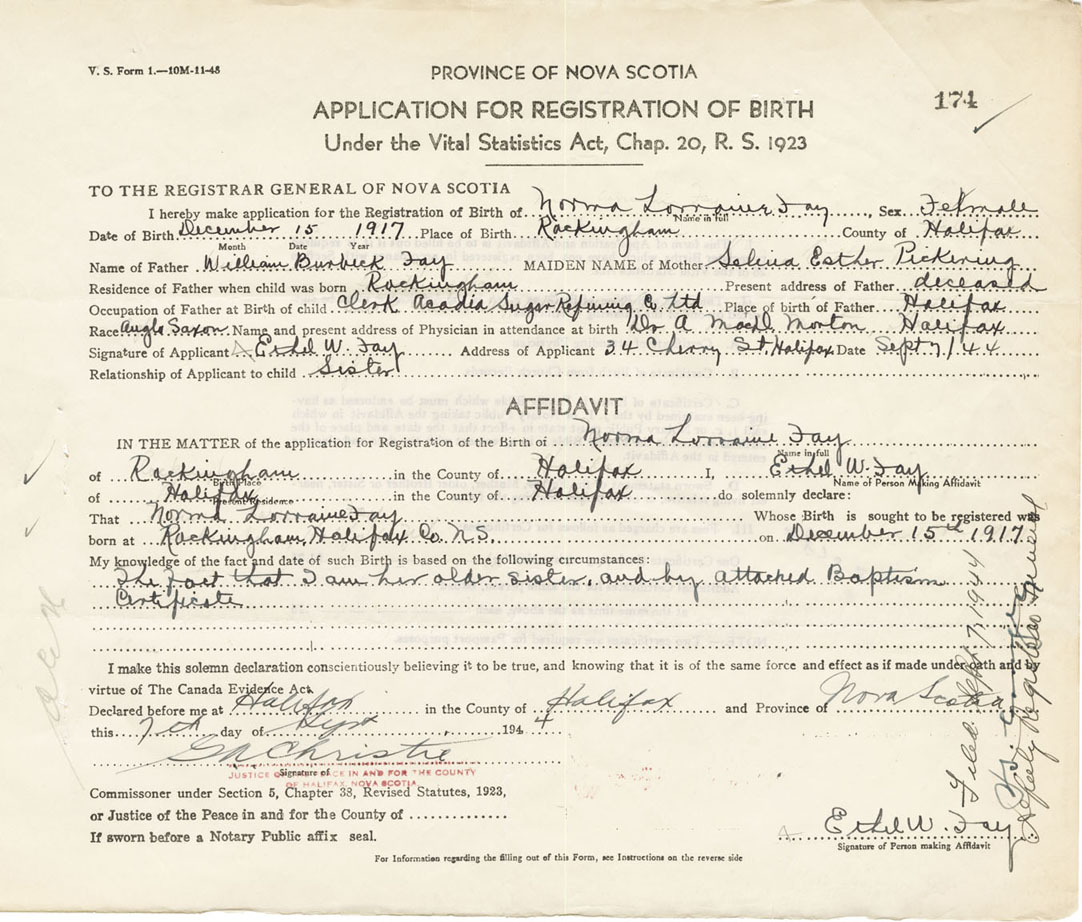 V. S. Form 1.—10M-11-43
PROVINCE OF NOVA SCOTIA
174
APPLICATION FOR REGISTRATION OF BIRTH
Under the Vital Statistics Act, Chap. 20, R. S. 1923
TO THE REGISTRAR GENERAL OF NOVA SCOTIA
I hereby make application for the Registration of Birth of Norma Lorraine Fay, Sex Female
Name in full
Date of Birth December 15 1917 Place of Birth Rockingham County of Halifax
Month Date Year
Name of Father William Burbick Fay MAIDEN NAME of Mother Selina Esther Pickering
Residence of Father when child was born Rockingham Present address of Father deceased
Occupation of Father at Birth of child Clerk Acadia Sugar Refining Co Ltd Place of birth of Father Halifax
Race Anglo Saxon Name and present address of Physician in attendance at birth Dr A Morton Halifax
Signature of Applicant Ethel W. Fay Address of Applicant 34 Cherry St. Halifax Date Sept 7/44
Relationship of Applicant to child Sister
AFFIDAVIT
IN THE MATTER of the application for Registration of the Birth of Norma Lorraine Fay
Name in full
of Rockingham in the County of Halifax I, Ethel W. Fay
Birth Place Name of Person Making Affidavit
of Halifax in the County of Halifax do solemnly declare:
Present Residence
That Norma Lorraine Fay Whose Birth is sought to be registered was
born at Rockingham, Halifax Co. N.S. on December 15th 1917
My knowledge of the fact and date of such Birth is based on the following circumstances:
The fact that I am her older sister, and by attached Baptism
Certificate
I make this solemn declaration conscientiously believing it to be true, and knowing that it is of the same force and effect as if made under oath and by
virtue of The Canada Evidence Act.
Declared before me at Halifax in the County of Halifax and Province of Nova Scotia
this 7th day of Sept 1944
Christie
Signature of
JUSTICE OF PEACE IN AND FOR THE COUNTY
OF HALIFAX, NOVA SCOTIA
Commissoner under Section 5, Chapter 38, Revised Statutes, 1923,
or Justice of the Peace in and for the County of
If sworn before a Notary Public affix seal.
Ethel W. Fay
Signature of Person making Affidavit
For Information regarding the filling out of this Form, see Instructions on the reverse side
Filed Sept. 7, 1944
Deputy Registrar General